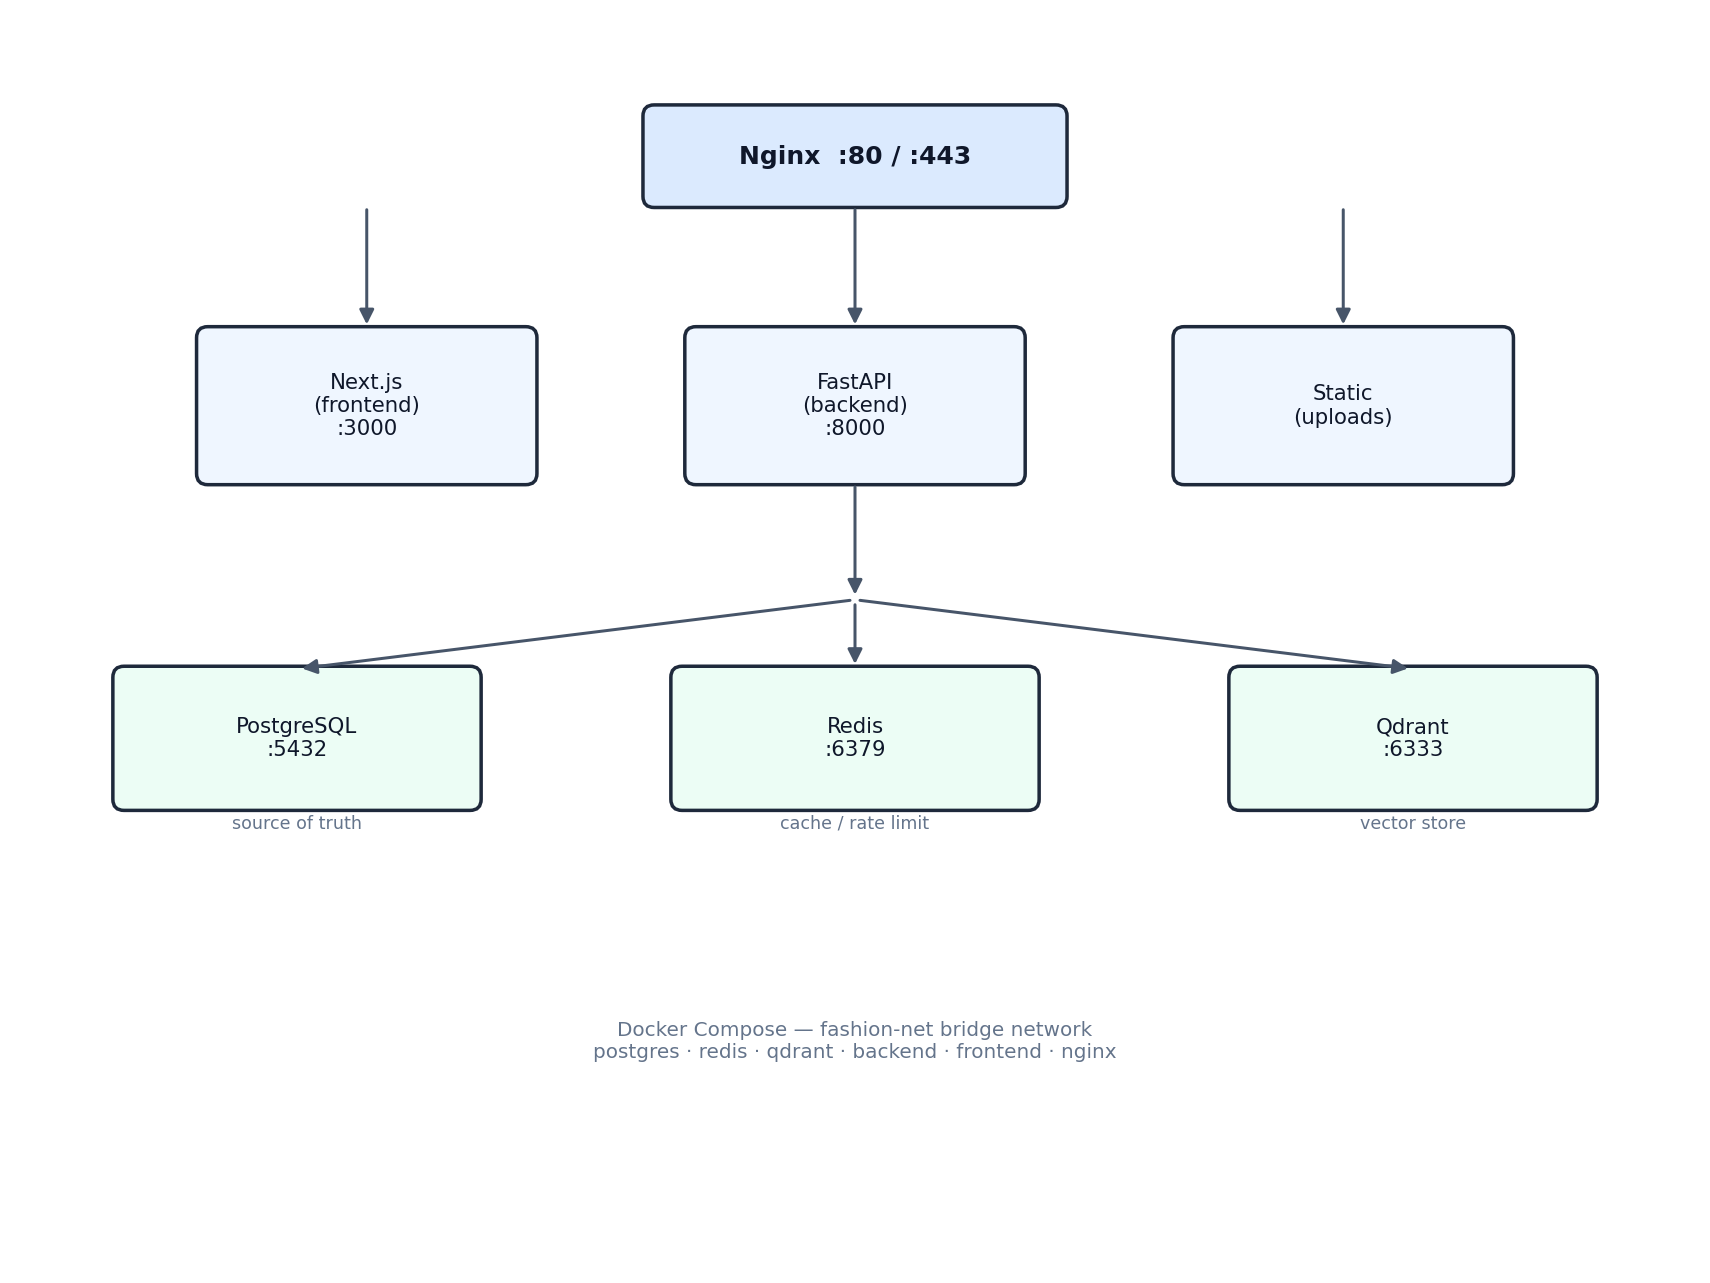 Nginx  :80 / :443
Next.js
(frontend)
:3000
FastAPI
(backend)
:8000
Static
(uploads)
PostgreSQL
:5432
source of truth
Redis
:6379
cache / rate limit
Qdrant
:6333
vector store
Docker Compose — fashion-net bridge network
postgres · redis · qdrant · backend · frontend · nginx